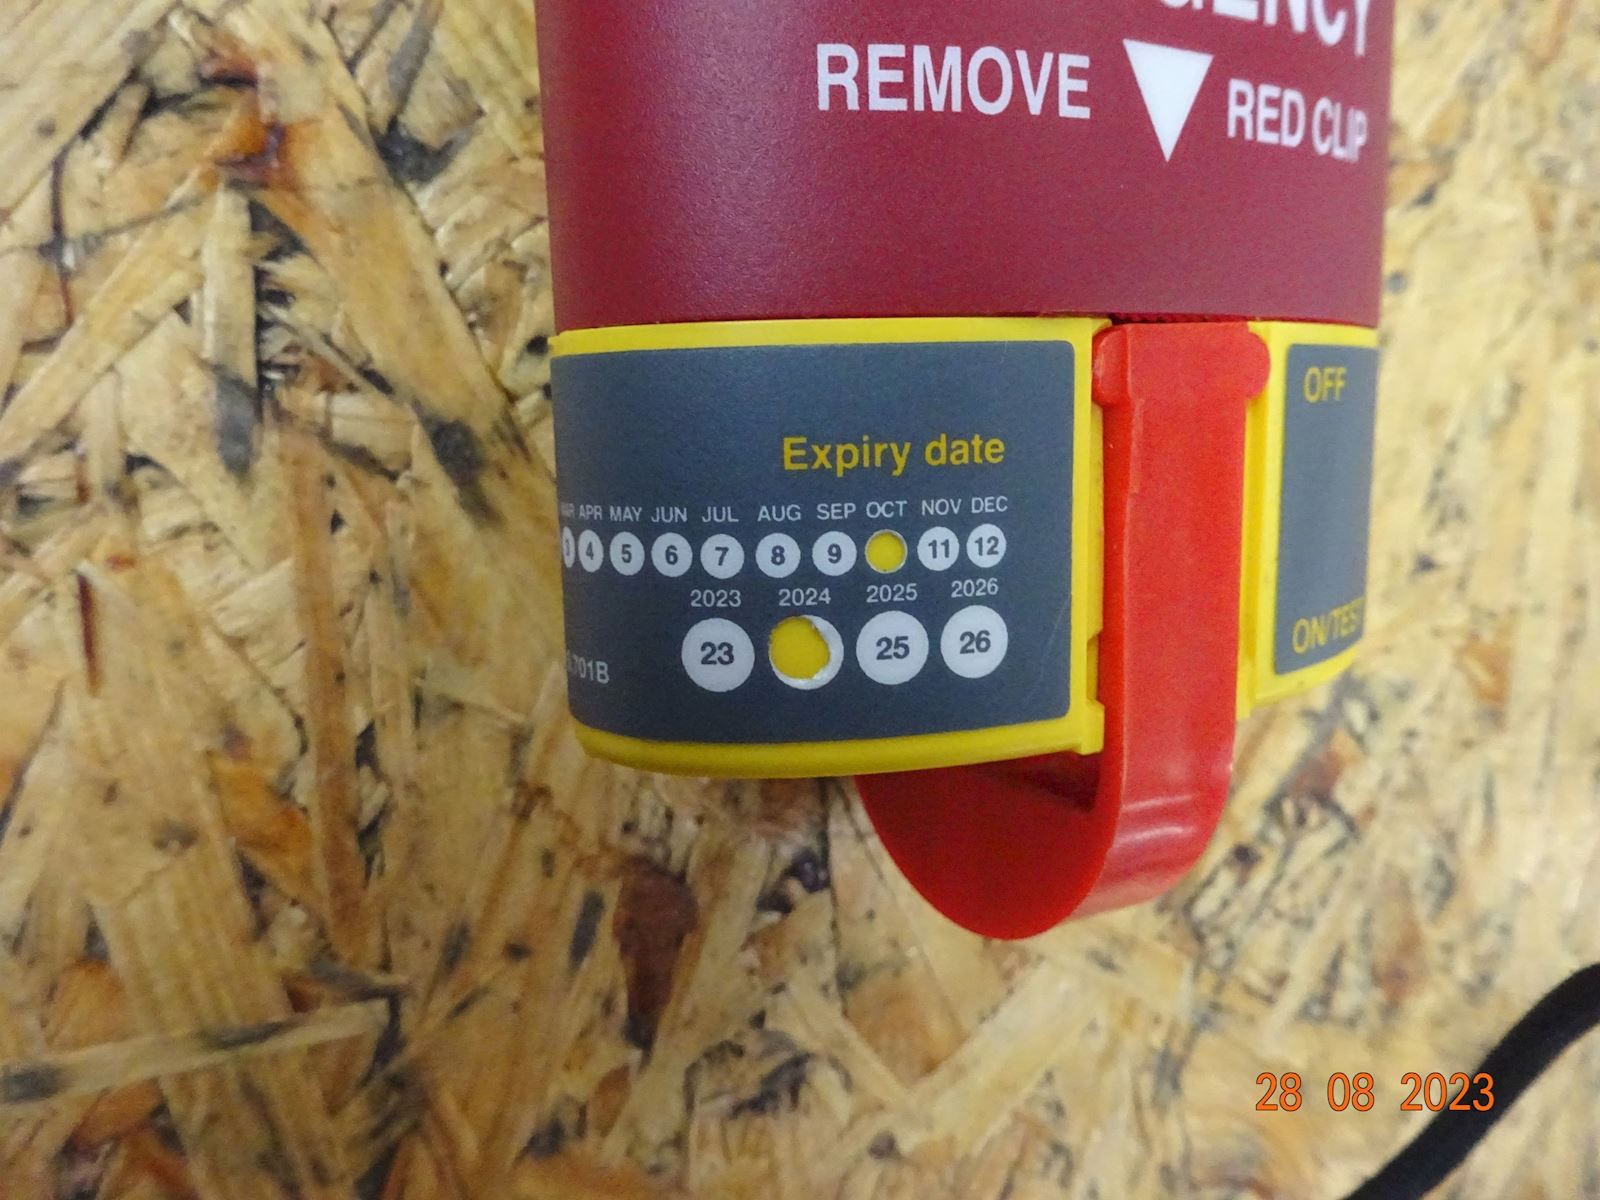 REMOVE RED CLIP
OFF
Expiry date
APR MAY JUN JUL AUG SEP OCT NOV DEC
4 5 6 7 8 9 11 12
2023 2024 2025 2026
23 25 26
ON/TEST
701B
28 08 2023